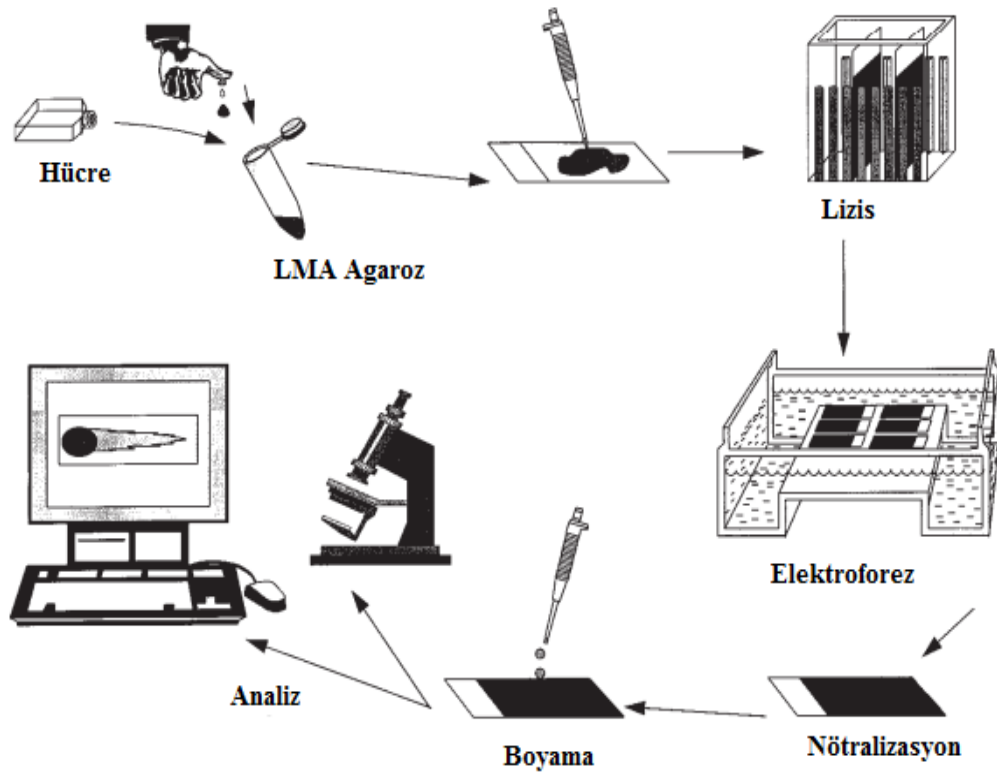 Hücre
LMA Agaroz
Lizis
Elektroforez
Nötralizasyon
Boyama
Analiz